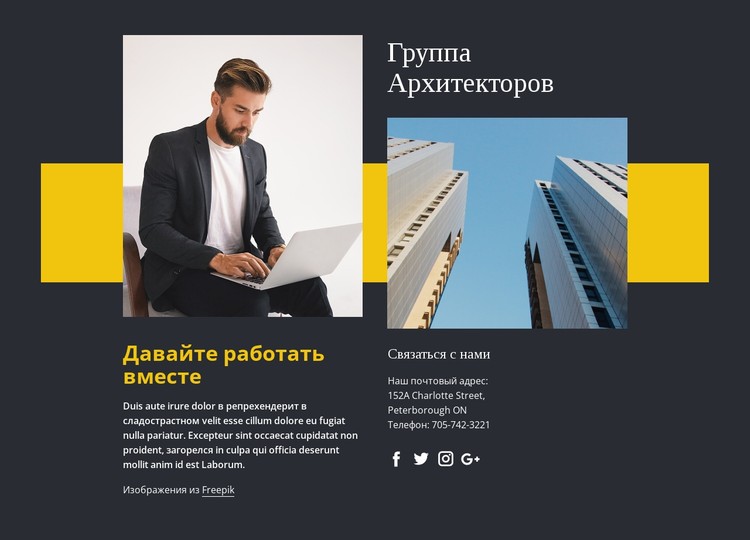 Группа
Архитекторов
Давайте работать
вместе
Duis aute irure dolor в репрехендерит в
сладострастном velit esse cillum dolore eu fugiat
nulla pariatur. Excepteur sint occaecat cupidatat non
proident, загорелся in culpa qui officia deserunt
mollit anim id est Laborum.
Изображения из Freepik
Связаться с нами
Наш почтовый адрес:
152A Charlotte Street,
Peterborough ON
Телефон: 705-742-3221
G+